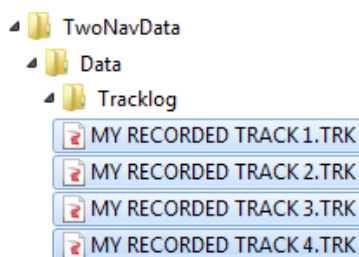 TwoNavData
Data
Tracklog
MY RECORDED TRACK 1.TRK
MY RECORDED TRACK 2.TRK
MY RECORDED TRACK 3.TRK
MY RECORDED TRACK 4.TRK